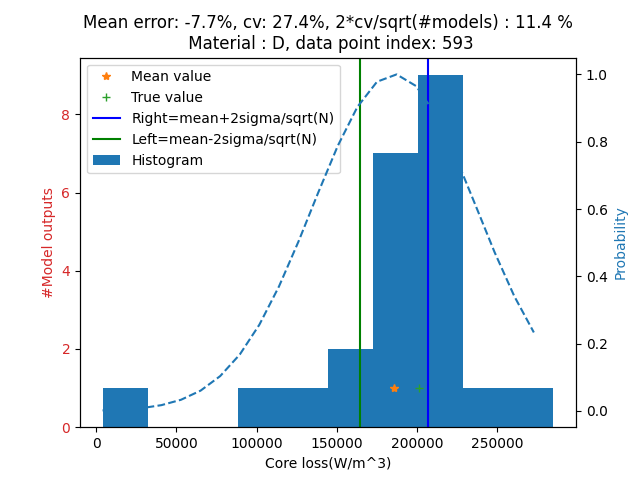 Mean error: -7.7%, cv: 27.4%, 2*cv/sqrt(#models) : 11.4 %
Material : D, data point index: 593
Mean value
True value
Right=mean+2sigma/sqrt(N)
Left=mean-2sigma/sqrt(N)
Histogram
8
6
4
2
0
#Model outputs
1.0
0.8
0.6
0.4
0.2
0.0
Probability
0 50000 100000 150000 200000 250000
Core loss(W/m^3)